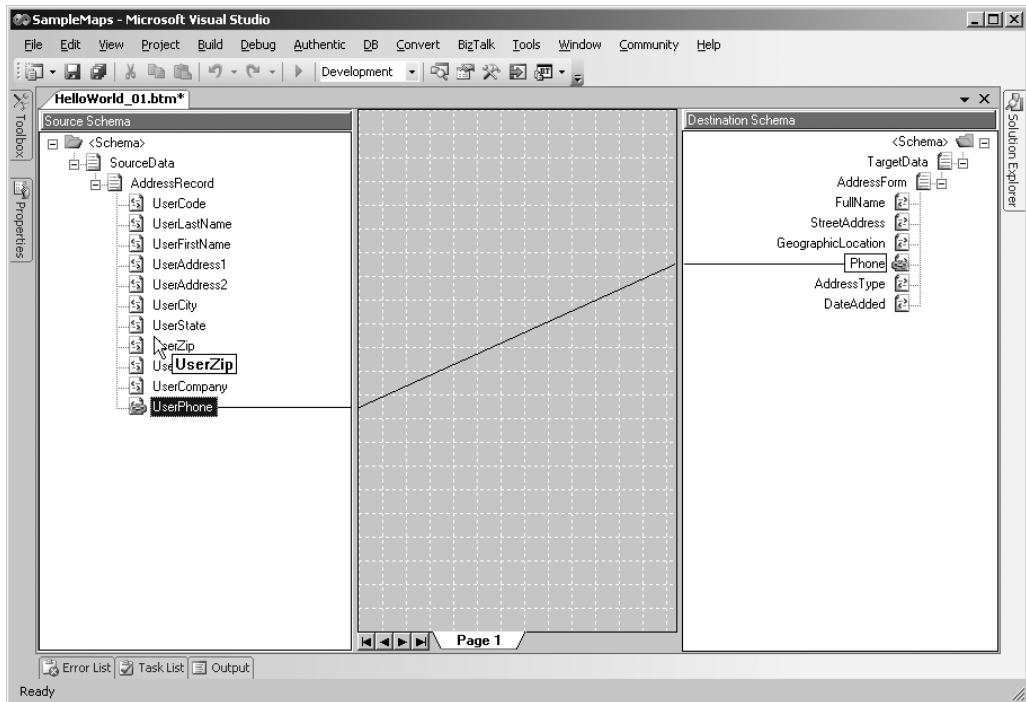 SampleMaps - Microsoft Visual Studio
File Edit View Project Build Debug Authentic DB Convert BizTalk Tools Window Community Help
Development
HelloWorld_01.btm*
Toolbox
Properties
Solution Explorer
Source Schema
<Schema>
SourceData
AddressRecord
UserCode
UserLastName
UserFirstName
UserAddress1
UserAddress2
UserCity
UserState
UserZip
UserZip
UserCompany
UserPhone
Destination Schema
<Schema>
TargetData
AddressForm
FullName
StreetAddress
GeographicLocation
Phone
AddressType
DateAdded
Page 1
Error List Task List Output
Ready